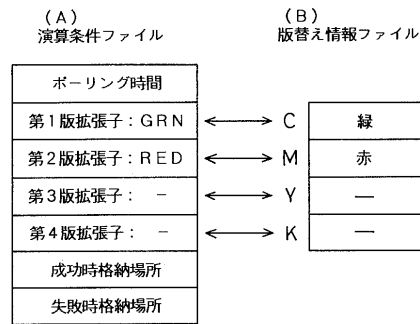 (A)
演算条件ファイル
(B)
版替え情報ファイル
ポーリング時間
第1版拡張子：GRN C 緑
第2版拡張子：RED M 赤
第3版拡張子： － Y －
第4版拡張子： － K －
成功時格納場所
失敗時格納場所